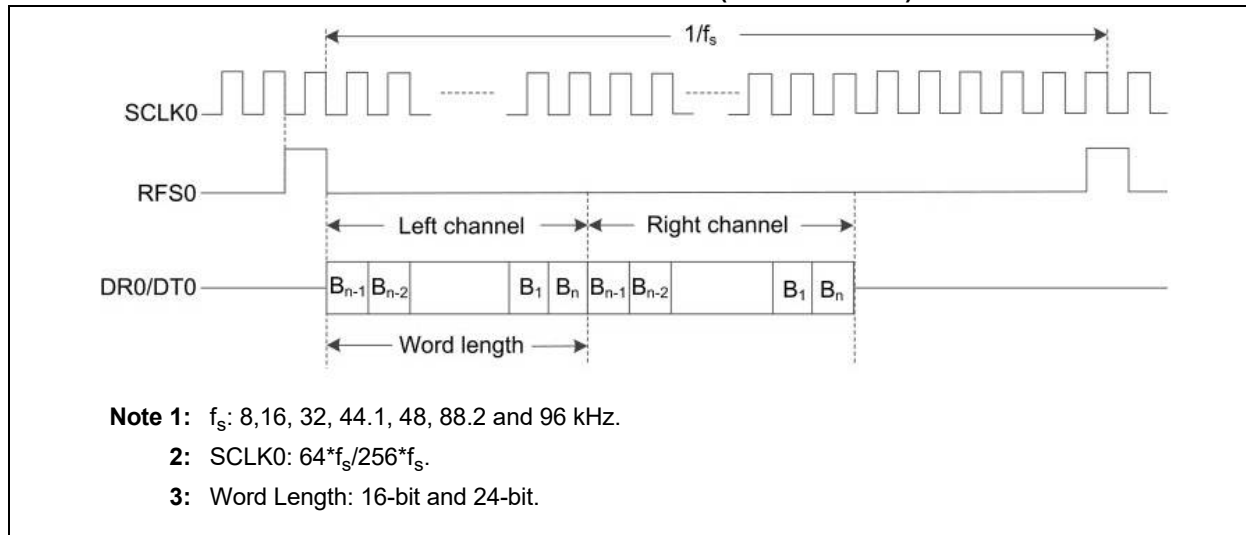 1/fs
SCLK0
RFS0
Left channel
Right channel
DR0/DT0
Bn-1 Bn-2 B1 Bn Bn-1 Bn-2 B1 Bn
Word length
Note 1: fs: 8,16, 32, 44.1, 48, 88.2 and 96 kHz.
2: SCLK0: 64*fs/256*fs.
3: Word Length: 16-bit and 24-bit.